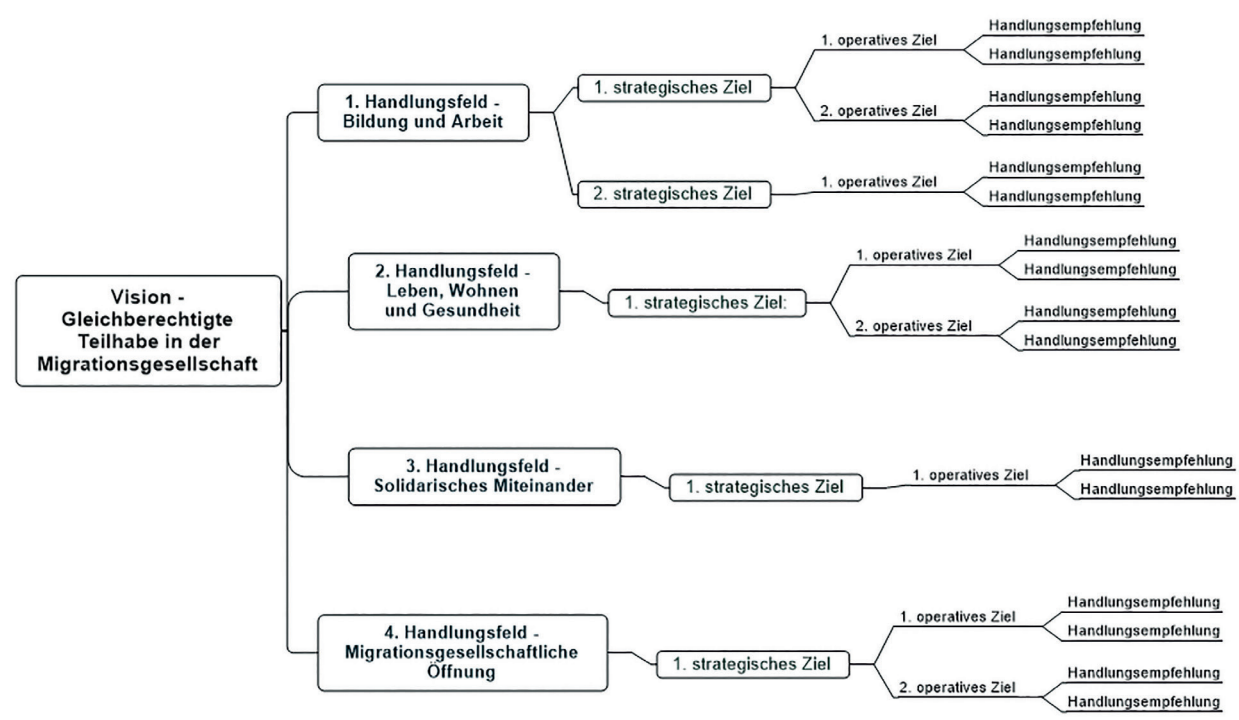 Vision -
Gleichberechtigte
Teilhabe in der
Migrationsgesellschaft
1. Handlungsfeld -
Bildung und Arbeit
1. strategisches Ziel
1. operatives Ziel
Handlungsempfehlung
Handlungsempfehlung
2. operatives Ziel
Handlungsempfehlung
Handlungsempfehlung
2. strategisches Ziel
1. operatives Ziel
Handlungsempfehlung
Handlungsempfehlung
2. Handlungsfeld -
Leben, Wohnen
und Gesundheit
1. strategisches Ziel:
1. operatives Ziel
Handlungsempfehlung
Handlungsempfehlung
2. operatives Ziel
Handlungsempfehlung
Handlungsempfehlung
3. Handlungsfeld -
Solidarisches Miteinander
1. strategisches Ziel
1. operatives Ziel
Handlungsempfehlung
Handlungsempfehlung
4. Handlungsfeld -
Migrationsgesellschaftliche
Öffnung
1. strategisches Ziel
1. operatives Ziel
Handlungsempfehlung
Handlungsempfehlung
2. operatives Ziel
Handlungsempfehlung
Handlungsempfehlung